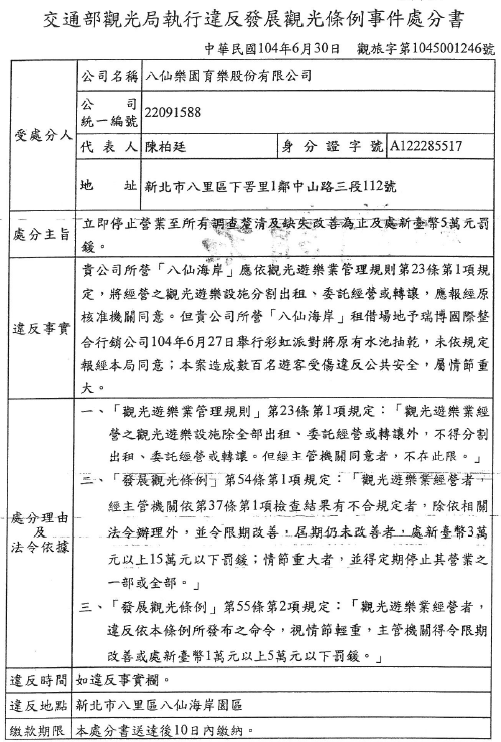 交通部觀光局執行違反發展觀光條例事件處分書
中華民國104年6月30日 觀旅字第1045001246號
受處分人
公司名稱 八仙樂園育樂股份有限公司
公司
統一編號 22091588
代表人 陳柏廷 身分證字號 A122285517
地址 新北市八里區下罟里1鄰中山路三段112號
處分主旨 立即停止營業至所有調查釐清及缺失改善為止及處新臺幣5萬元罰
鍰。
違反事實
貴公司所營「八仙海岸」應依觀光遊樂業管理規則第23條第1項規
定，將經營之觀光遊樂設施分割出租、委託經營或轉讓，應報經原
核准機關同意。但貴公司所營「八仙海岸」租借場地予瑞博國際整
合行銷公司104年6月27日舉行彩虹派對將原有水池抽乾，未依規定
報經本局同意；本案造成數百名遊客受傷違反公共安全，屬情節重
大。
處分理由
及
法令依據
一、「觀光遊樂業管理規則」第23條第1項規定：「觀光遊樂業經
營之觀光遊樂設施除全部出租、委託經營或轉讓外，不得分割
出租、委託經營或轉讓。但經主管機關同意者，不在此限。」
二、「發展觀光條例」第54條第1項規定：「觀光遊樂業經營者，
經主管機關依第37條第1項檢查結果有不合規定者，除依相關
法令辦理外，並令限期改善，屆期仍未改善者，處新臺幣3萬
元以上15萬元以下罰鍰；情節重大者，並得定期停止其營業之
一部或全部。」
三、「發展觀光條例」第55條第2項規定：「觀光遊樂業經營者，
違反依本條例所發布之命令，視情節輕重，主管機關得令限期
改善或處新臺幣1萬元以上5萬元以下罰鍰。」
違反時間 如違反事實欄。
違反地點 新北市八里區八仙海岸園區
繳款期限 本處分書送達後10日內繳納。